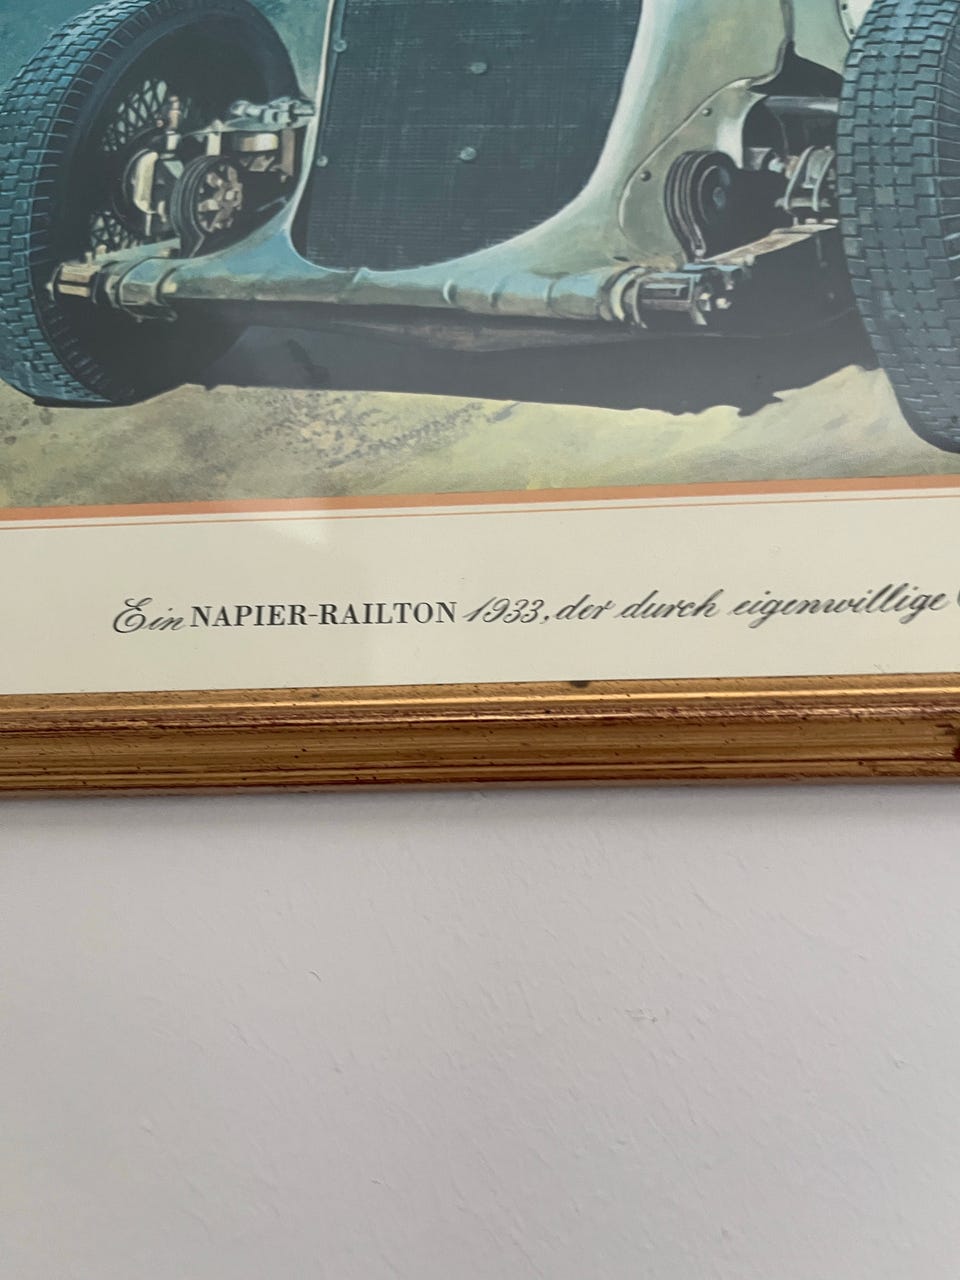 Ein NAPIER-RAILTON 1933, der durch eigenwillige